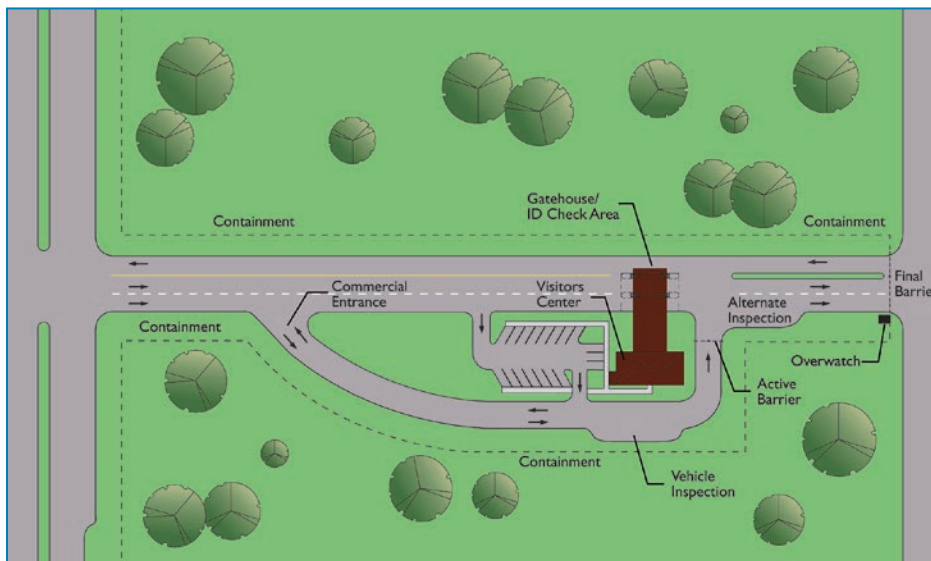 Gatehouse/
ID Check Area
Containment
Containment
Commercial
Entrance
Visitors
Center
Final
Barrier
Alternate
Inspection
Containment
Overwatch
Active
Barrier
Containment
Vehicle
Inspection